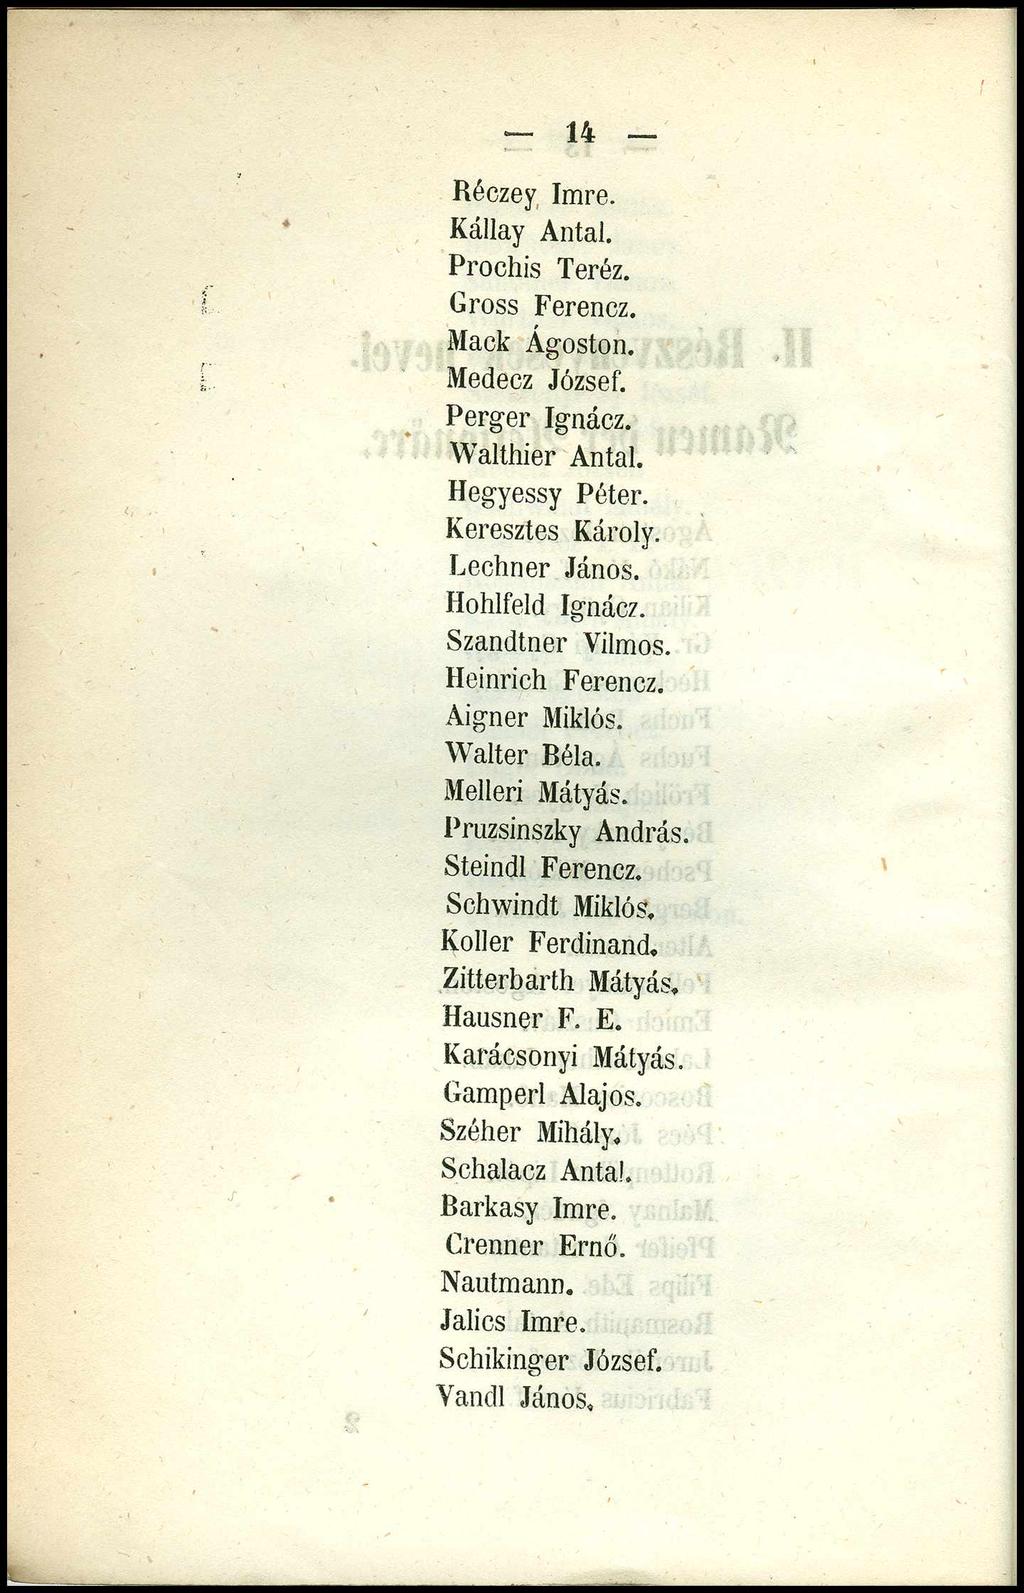 — 14 —
Réczey Imre.
Kállay Antal.
Prochis Teréz.
Gross Ferencz.
Mack Ágoston.
Medecz József.
Perger Ignácz.
Walthier Antal.
Hegyessy Péter.
Keresztes Károly.
Lechner János.
Hohlfeld Ignácz.
Szandtner Vilmos.
Heinrich Ferencz.
Aigner Miklós.
Walter Béla.
Melleri Mátyás.
Pruzsinszky András.
Steindl Ferencz.
Schwindt Miklós.
Koller Ferdinand.
Zitterbarth Mátyás.
Hausner F. E.
Karácsonyi Mátyás.
Gamperl Alajos.
Széher Mihály.
Schalacz Antal.
Barkasy Imre.
Crenner Ernő.
Nautmann.
Jalics Imre.
Schikinger József.
Vandl János.